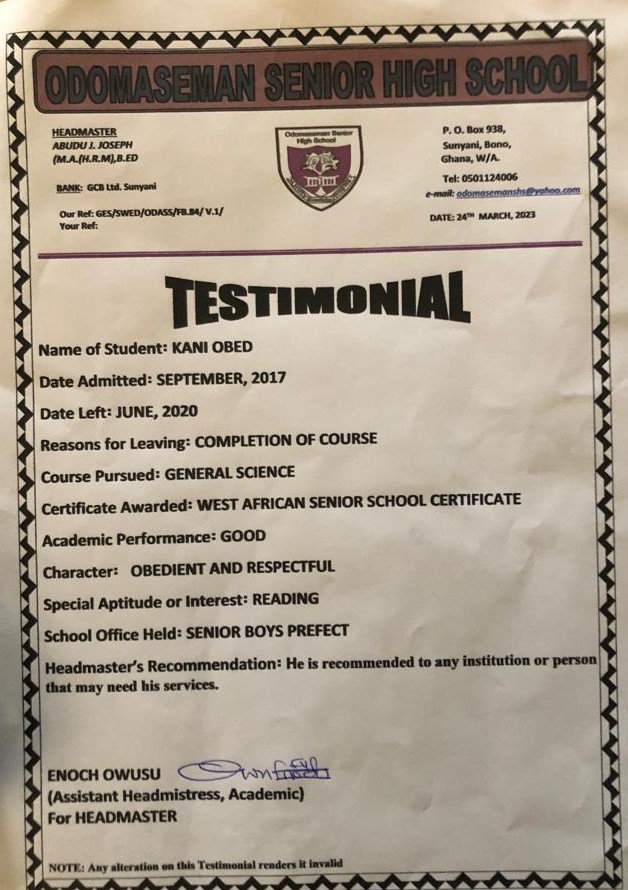 ODOMASEMAN SENIOR HIGH SCHOOL
HEADMASTER
ABUDU J. JOSEPH
(M.A.(H.R.M),B.ED
BANK: GCB Ltd. Sunyani
Our Ref: GES/SWED/ODASS/FB.84/ V.1/
Your Ref:
Odomaseman Senior
High School
P. O. Box 938,
Sunyani, Bono,
Ghana, W/A.
Tel: 0501124006
e-mail: odomasemanshs@yahoo.com
DATE: 24TH MARCH, 2023
TESTIMONIAL
Name of Student: KANI OBED
Date Admitted: SEPTEMBER, 2017
Date Left: JUNE, 2020
Reasons for Leaving: COMPLETION OF COURSE
Course Pursued: GENERAL SCIENCE
Certificate Awarded: WEST AFRICAN SENIOR SCHOOL CERTIFICATE
Academic Performance: GOOD
Character: OBEDIENT AND RESPECTFUL
Special Aptitude or Interest: READING
School Office Held: SENIOR BOYS PREFECT
Headmaster's Recommendation: He is recommended to any institution or person
that may need his services.
ENOCH OWUSU
(Assistant Headmistress, Academic)
For HEADMASTER
NOTE: Any alteration on this Testimonial renders it invalid